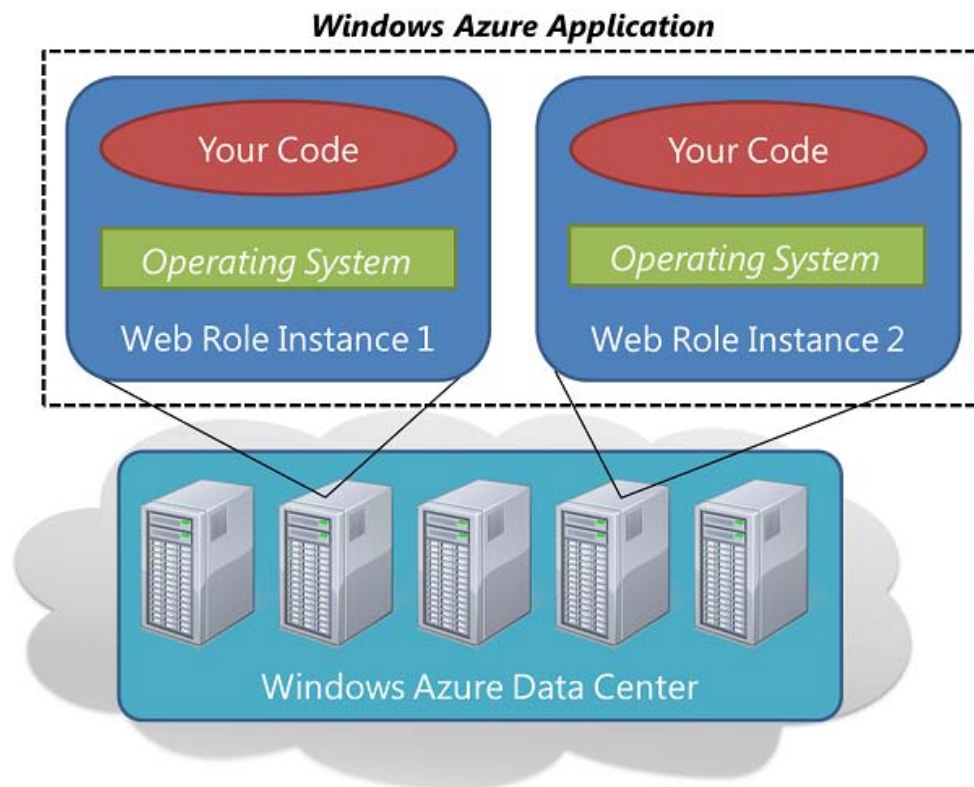 Windows Azure Application
Your Code
Operating System
Web Role Instance 1
Your Code
Operating System
Web Role Instance 2
Windows Azure Data Center